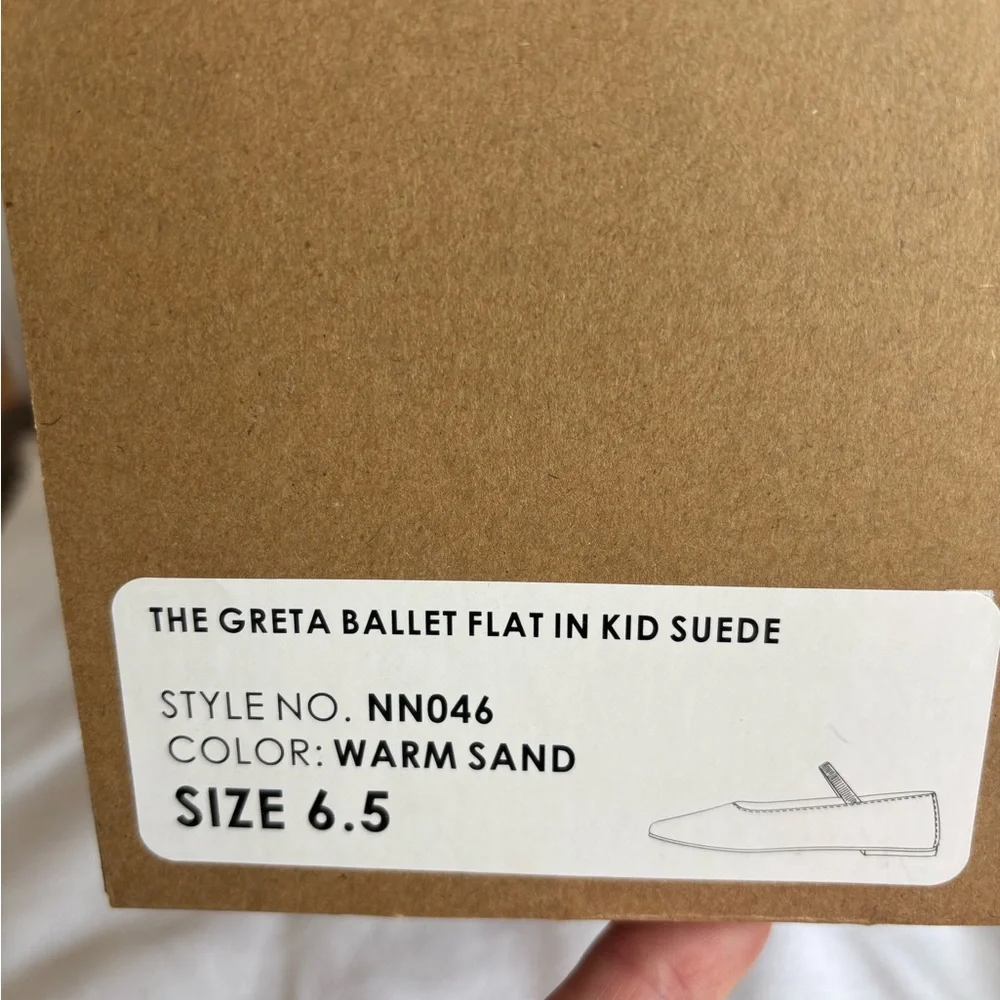 THE GRETA BALLET FLAT IN KID SUEDE
STYLE NO. NN046
COLOR: WARM SAND
SIZE 6.5